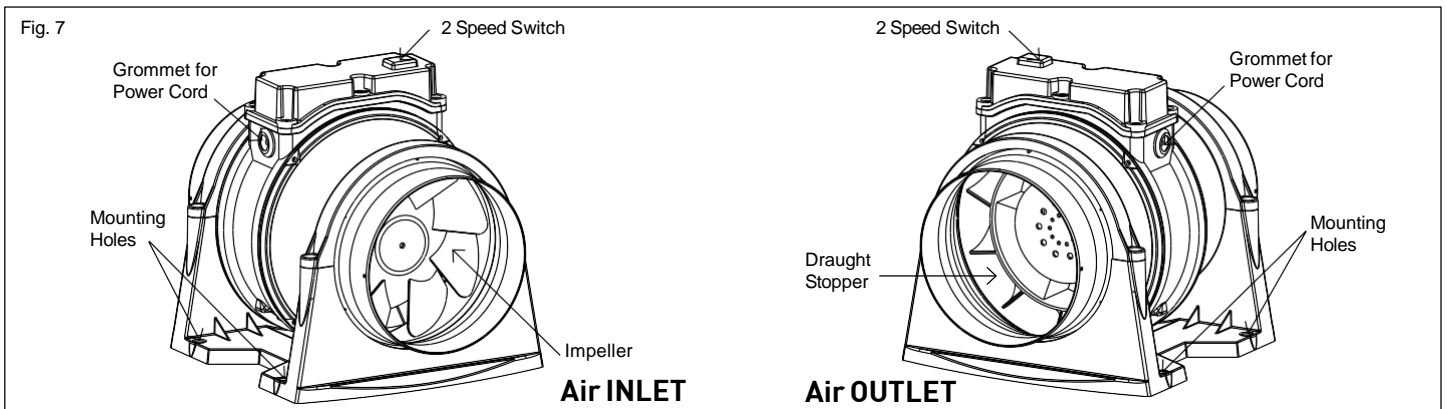 Fig. 7
2 Speed Switch
Grommet for
Power Cord
Mounting
Holes
Impeller
Air INLET
2 Speed Switch
Grommet for
Power Cord
Draught
Stopper
Mounting
Holes
Air OUTLET